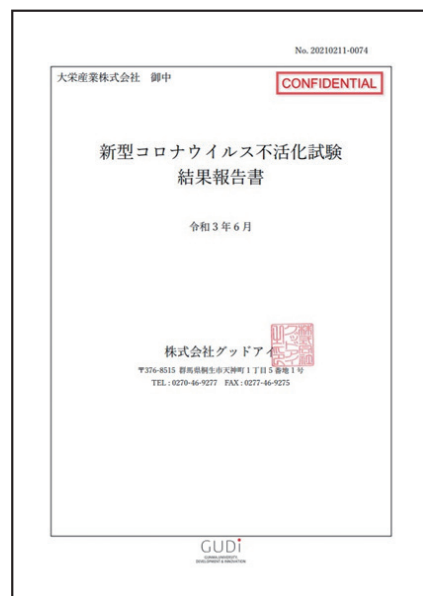 No. 20210211-0074
大栄産業株式会社 御中
CONFIDENTIAL
新型コロナウイルス不活化試験
結果報告書
令和3年6月
株式会社グッドアイ
〒376-8515 群馬県桐生市天神町1丁目5番地1号
TEL : 0270-46-9277 FAX : 0277-46-9275
GUDi
GUNMA UNIVERSITY
DEVELOPMENT & INNOVATION